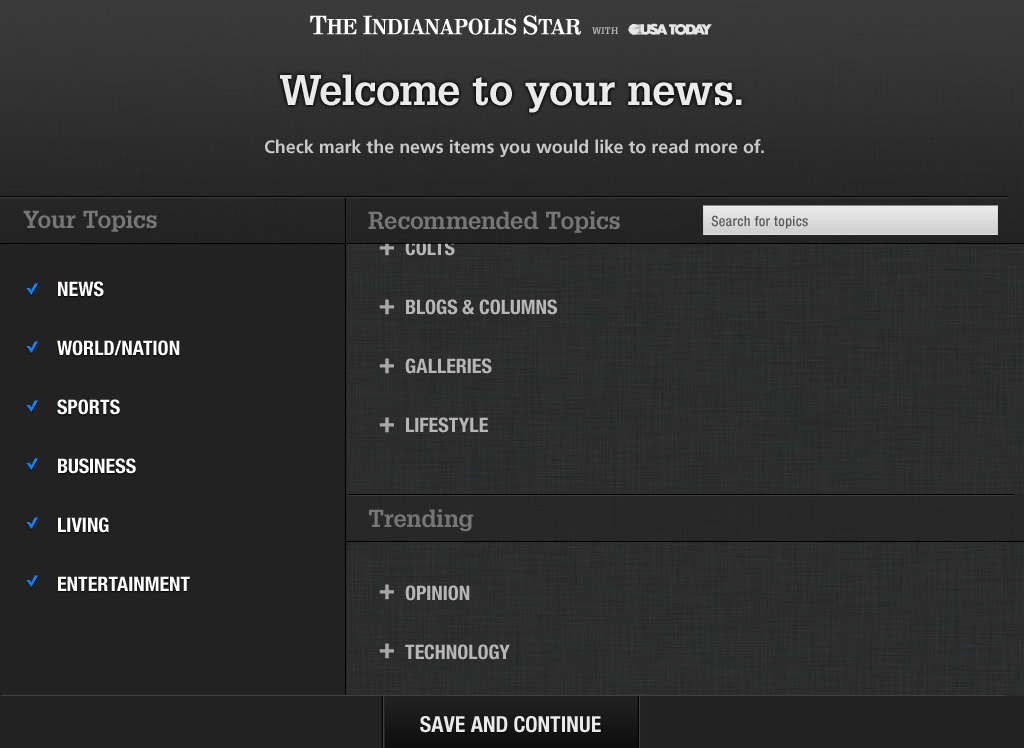 THE INDIANAPOLIS STAR WITH USA TODAY
Welcome to your news.
Check mark the news items you would like to read more of.
Your Topics
NEWS
WORLD/NATION
SPORTS
BUSINESS
LIVING
ENTERTAINMENT
Recommended Topics
Search for topics
COLTS
BLOGS & COLUMNS
GALLERIES
LIFESTYLE
Trending
OPINION
TECHNOLOGY
SAVE AND CONTINUE